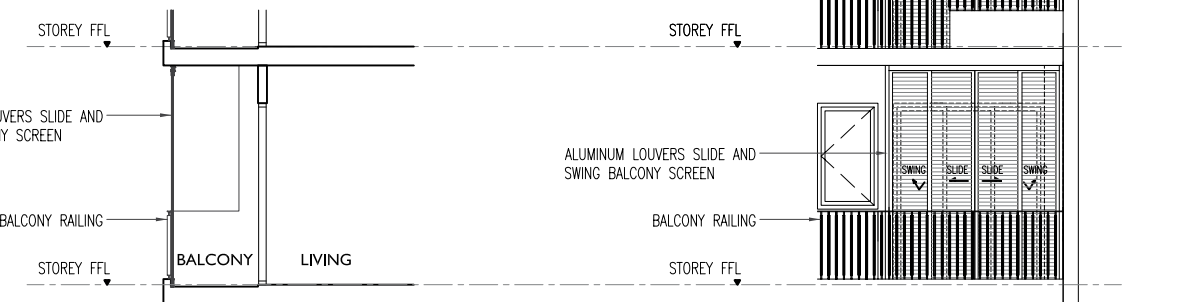 STOREY FFL
STOREY FFL
UVERS SLIDE AND
NY SCREEN
ALUMINUM LOUVERS SLIDE AND
SWING BALCONY SCREEN
SWING
SLIDE
SLIDE
SWING
BALCONY RAILING
BALCONY RAILING
BALCONY
LIVING
STOREY FFL
STOREY FFL